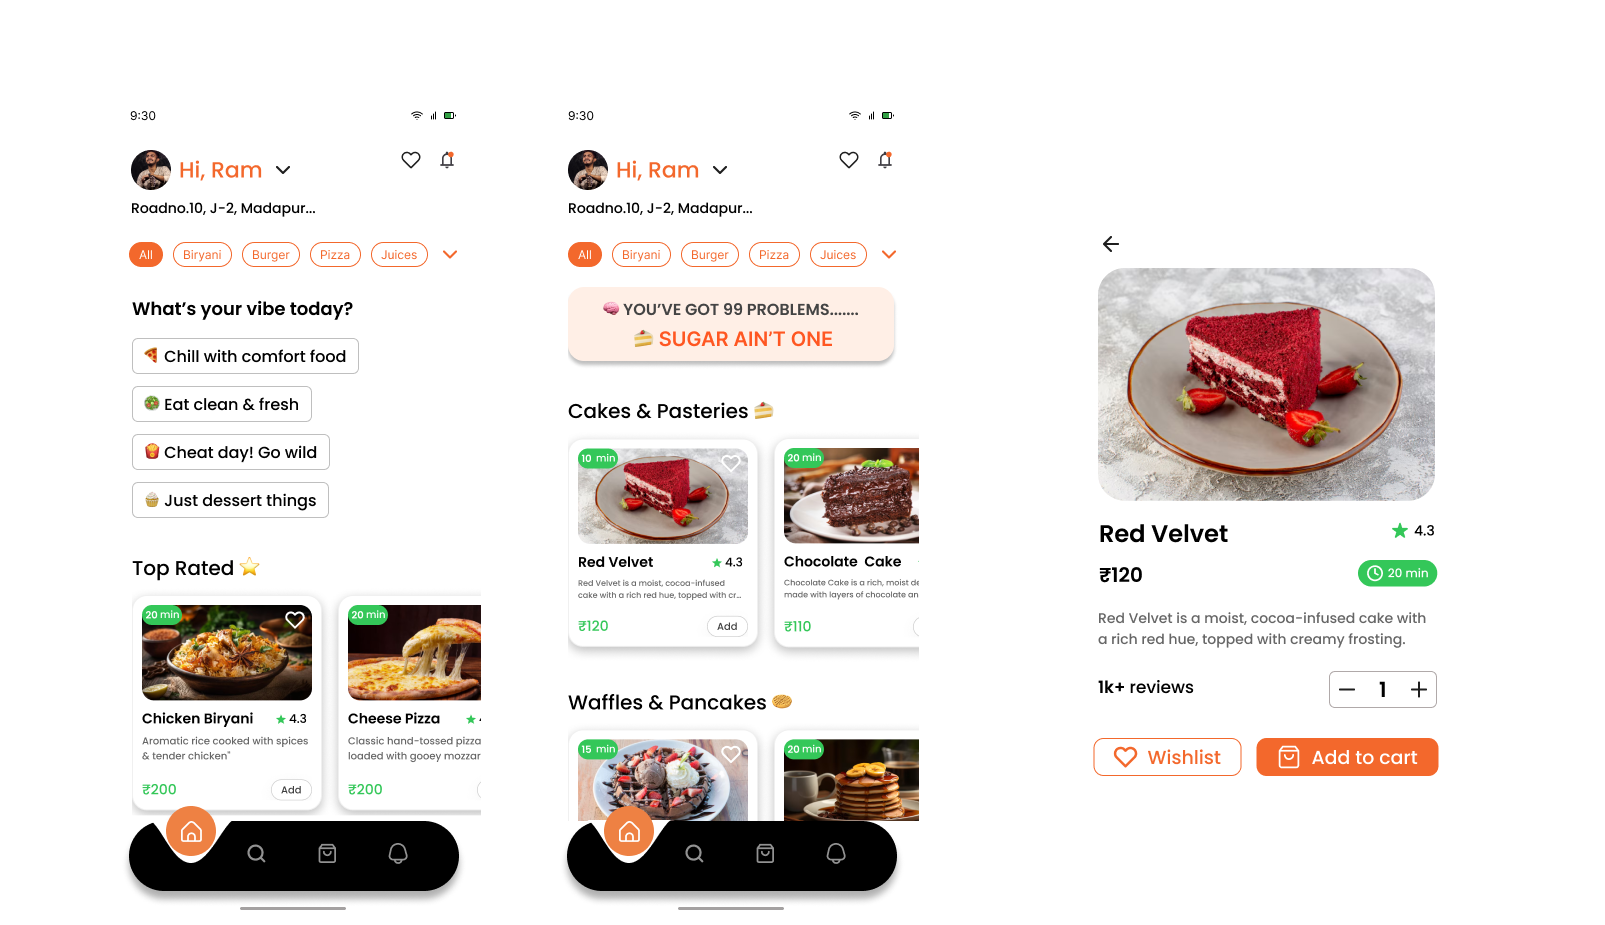 9:30
Hi, Ram
Roadno.10, J-2, Madapur...
All Biryani Burger Pizza Juices
What's your vibe today?
Chill with comfort food
Eat clean & fresh
Cheat day! Go wild
Just dessert things
Top Rated
20 min
Chicken Biryani 4.3
Aromatic rice cooked with spices
& tender chicken"
₹200 Add
20 min
Cheese Pizza
Classic hand-tossed pizza
loaded with gooey
₹200
9:30
Hi, Ram
Roadno.10, J-2, Madapur...
All Biryani Burger Pizza Juices
YOU'VE GOT 99 PROBLEMS.......
SUGAR AIN'T ONE
Cakes & Pasteries
10 min
Red Velvet 4.3
Red Velvet is a moist, cocoa-infused
cake with a rich red hue, topped with cr...
₹120 Add
20 min
Chocolate Cake
Chocolate Cake is a rich, moist
made with layers of chocolate
₹110
Waffles & Pancakes
15 min
20 min
Red Velvet 4.3
₹120 20 min
Red Velvet is a moist, cocoa-infused cake with
a rich red hue, topped with creamy frosting.
1k+ reviews 1
Wishlist Add to cart